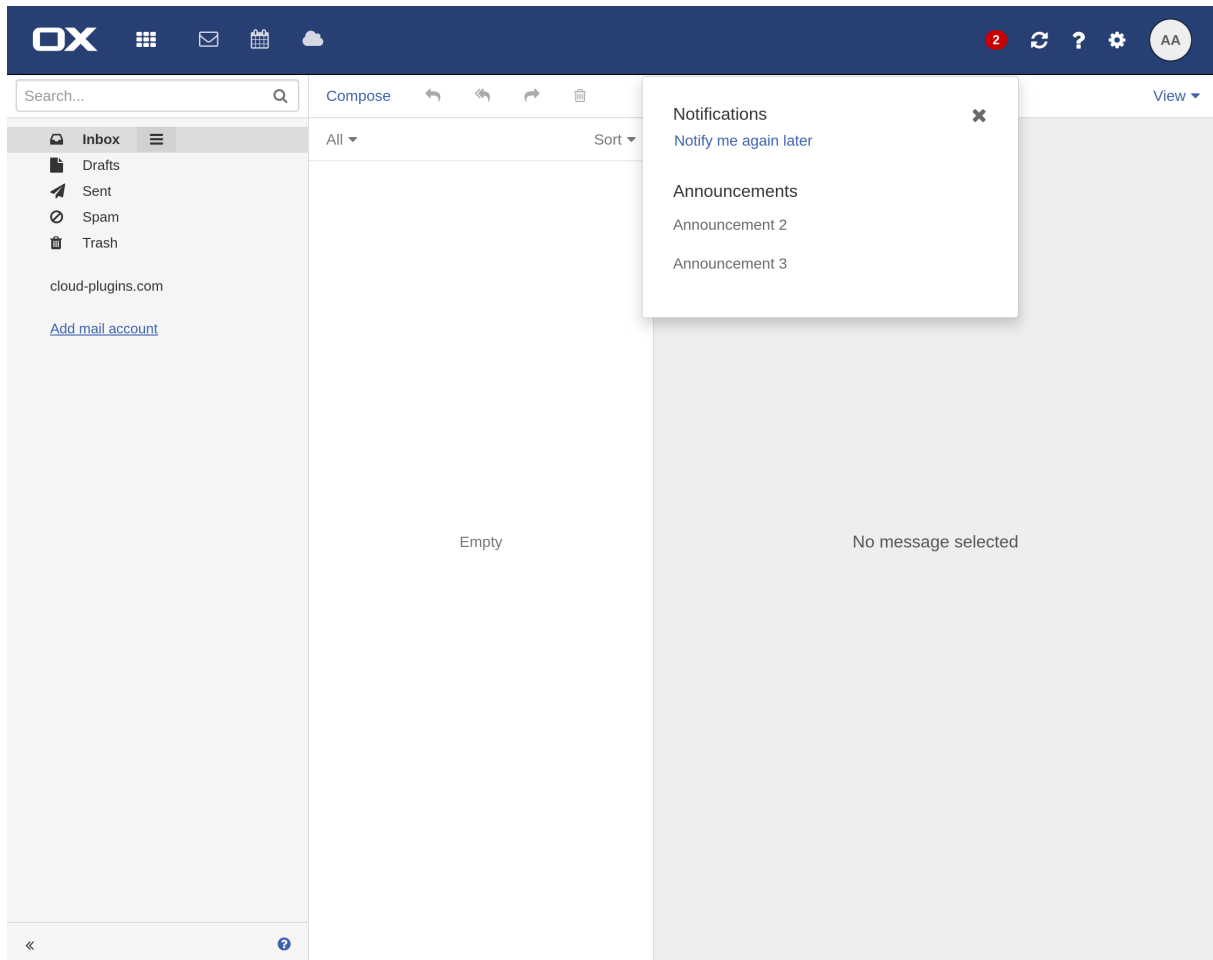 OX
2
AA
Search...
Compose
View
Inbox
Drafts
Sent
Spam
Trash
cloud-plugins.com
Add mail account
All
Sort
Empty
Notifications
Notify me again later
Announcements
Announcement 2
Announcement 3
No message selected